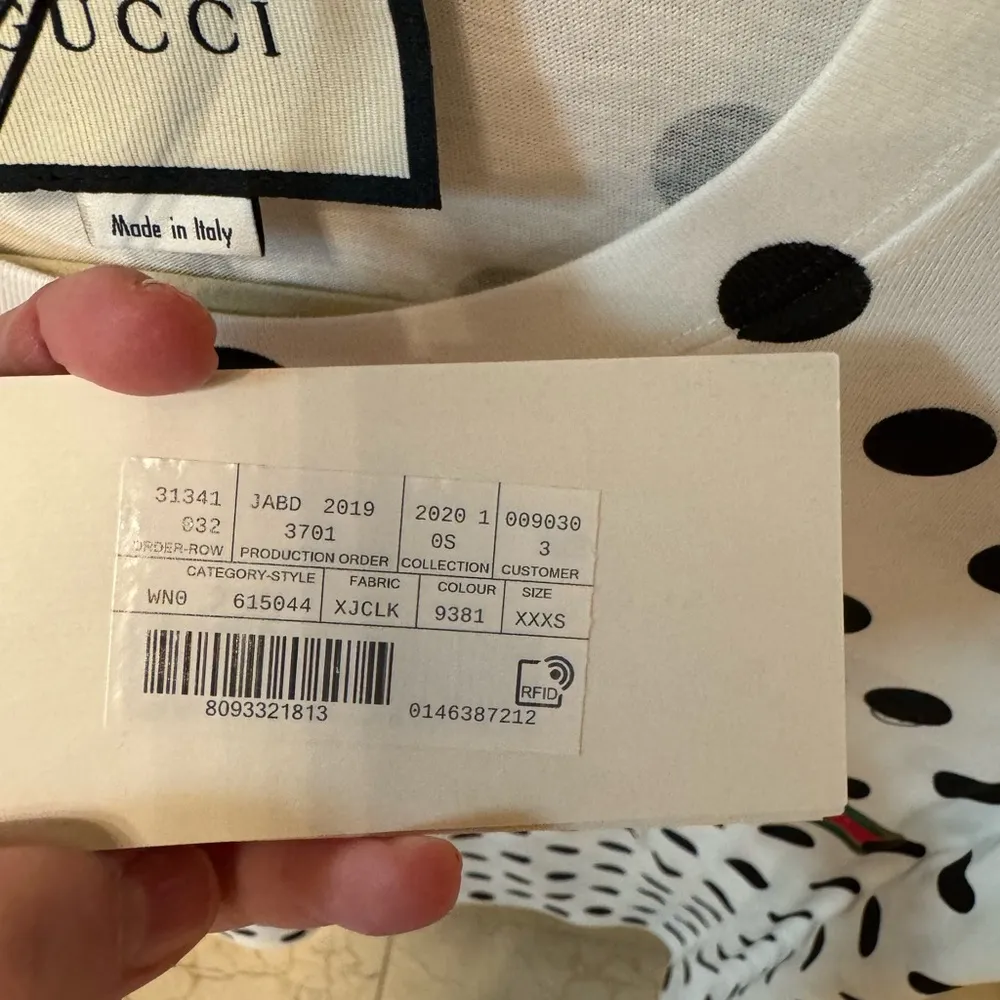 GUCCI
Made in Italy
31341
032
ORDER-ROW
JABD 2019
3701
PRODUCTION ORDER
2020 1
0S
COLLECTION
009030
3
CUSTOMER
CATEGORY-STYLE
WN0 615044
FABRIC
XJCLK
COLOUR
9381
SIZE
XXXS
RFID
8093321813
0146387212